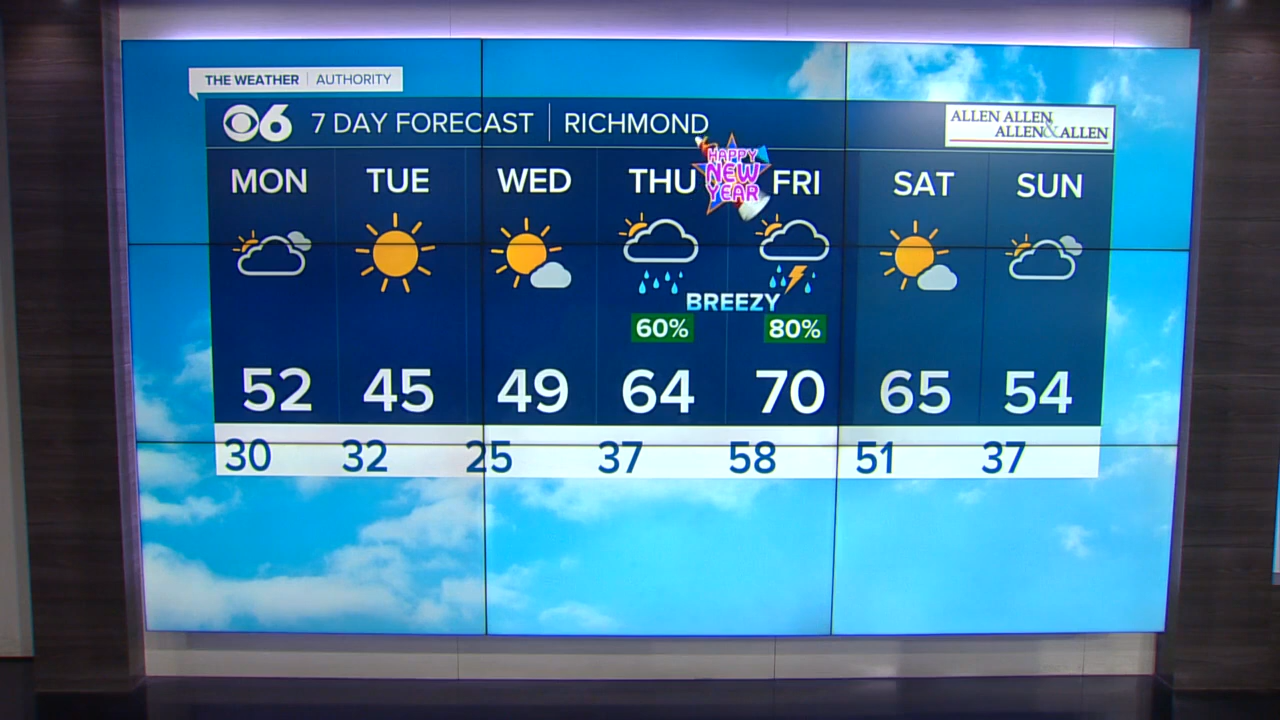 THE WEATHER | AUTHORITY
6 7 DAY FORECAST | RICHMOND
ALLEN ALLEN
ALLEN & ALLEN
MON TUE WED THU FRI SAT SUN
HAPPY
NEW
YEAR
BREEZY
60% 80%
52 45 49 64 70 65 54
30 32 25 37 58 51 37